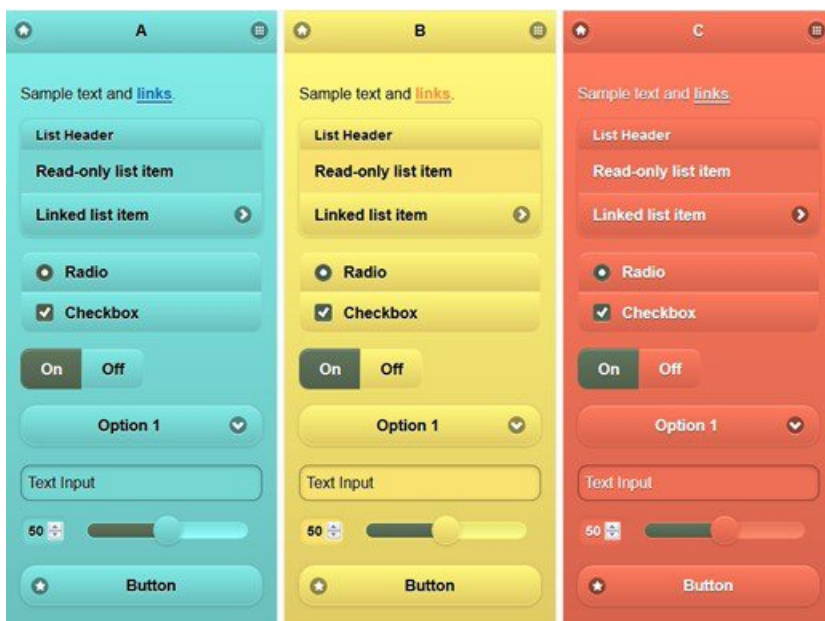 A
Sample text and links.
List Header
Read-only list item
Linked list item
Radio
Checkbox
On Off
Option 1
Text Input
50
Button
B
Sample text and links.
List Header
Read-only list item
Linked list item
Radio
Checkbox
On Off
Option 1
Text Input
50
Button
C
Sample text and links.
List Header
Read-only list item
Linked list item
Radio
Checkbox
On Off
Option 1
Text Input
50
Button